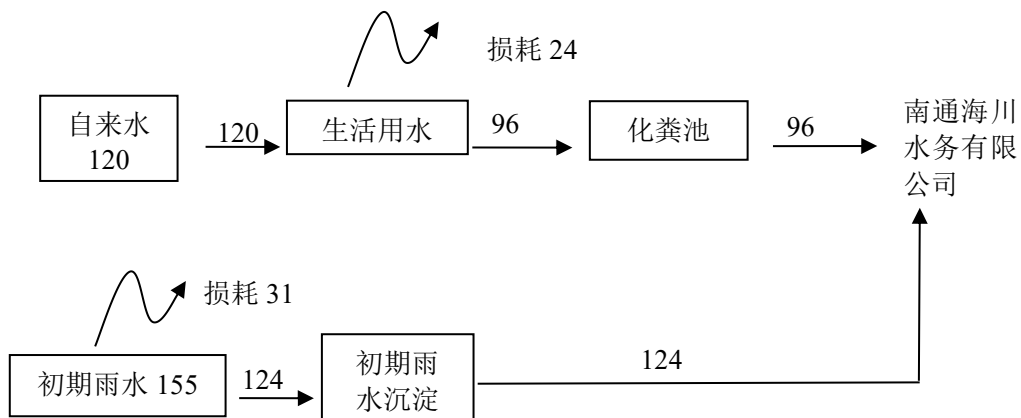 损耗 24
自来水
120
120
生活用水
96
化粪池
96
南通海川
水务有限
公司
损耗 31
初期雨水 155
124
初期雨
水沉淀
124